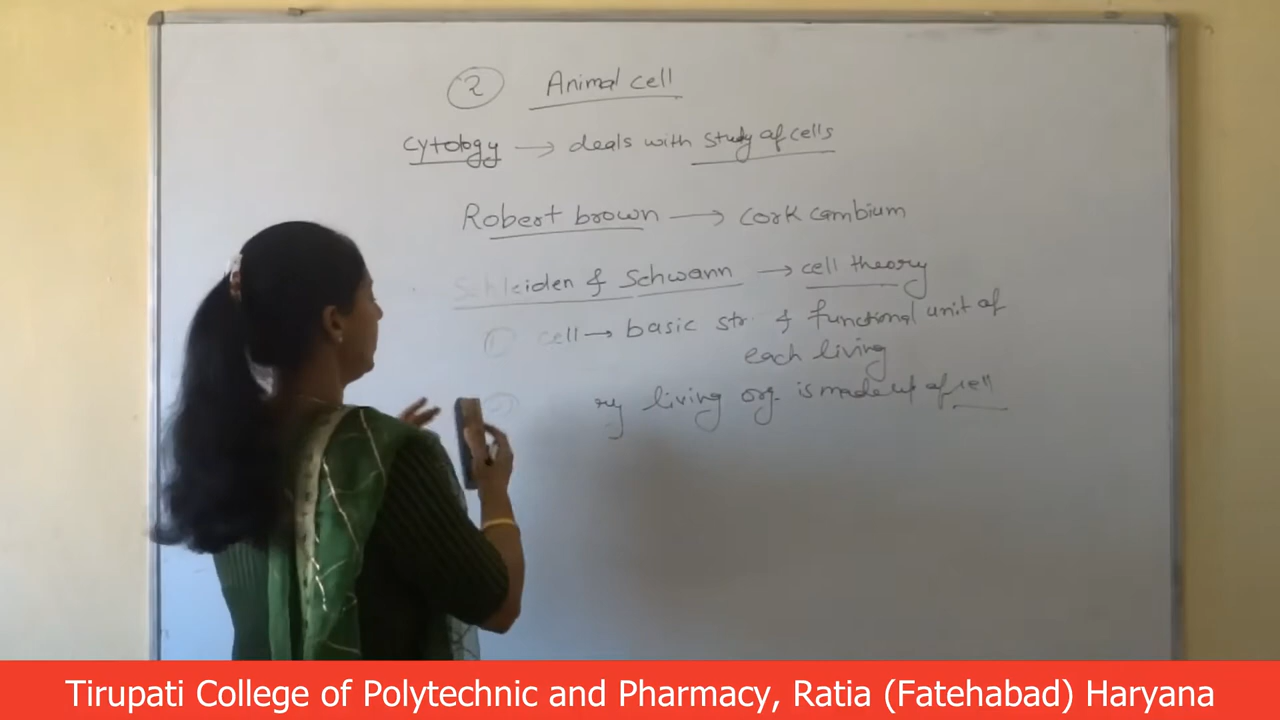 2 Animal cell
Cytology → deals with study of cells
Robert brown → Cork cambium
Schleiden & Schwann → cell theory
① cell → basic str. & functional unit of
each living
ry living org. is made up of cell
Tirupati College of Polytechnic and Pharmacy, Ratia (Fatehabad) Haryana